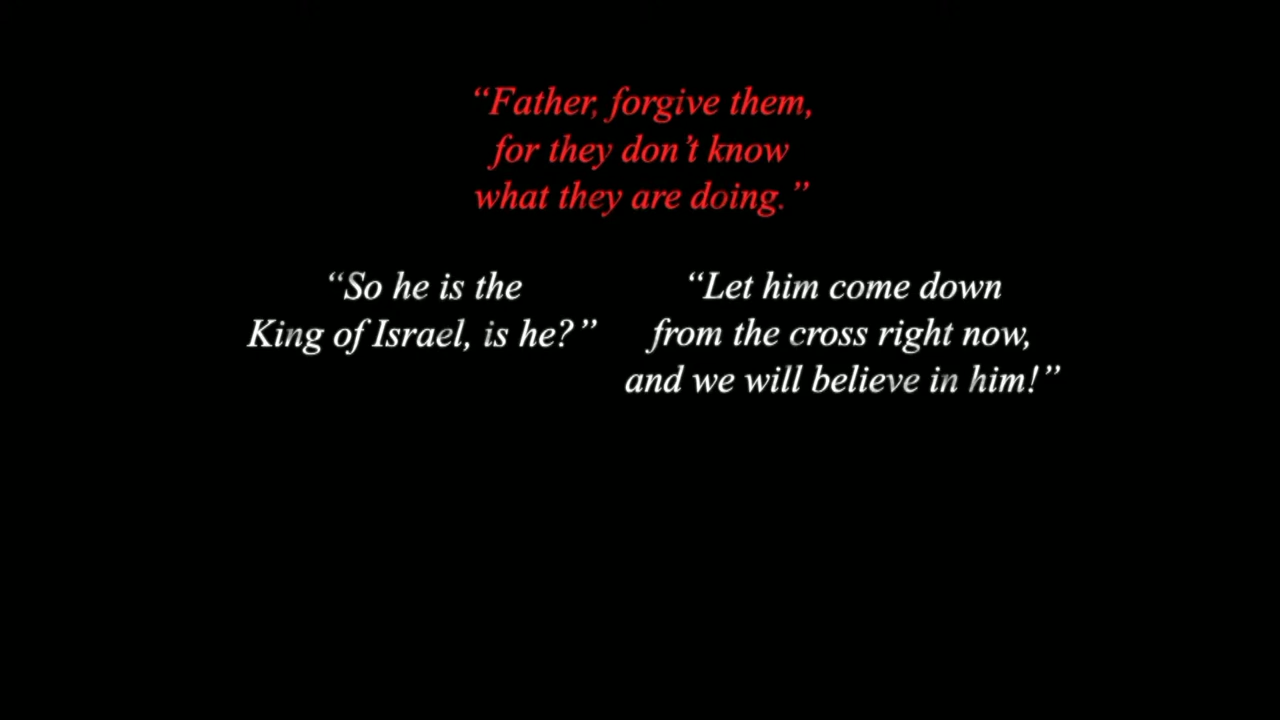 “Father, forgive them,
for they don’t know
what they are doing.”
“So he is the
King of Israel, is he?”
“Let him come down
from the cross right now,
and we will believe in him!”